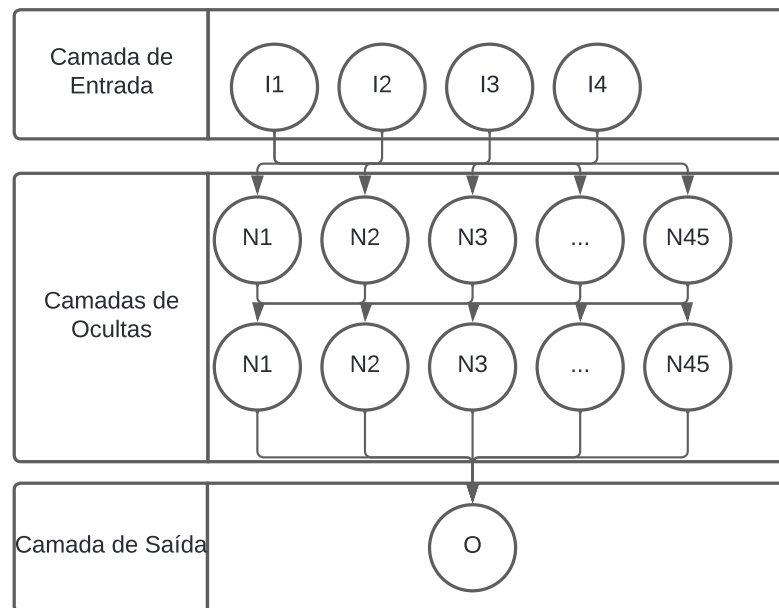 Camada de
Entrada
I1 I2 I3 I4
N1 N2 N3 ... N45
Camadas de
Ocultas
N1 N2 N3 ... N45
Camada de Saída
O